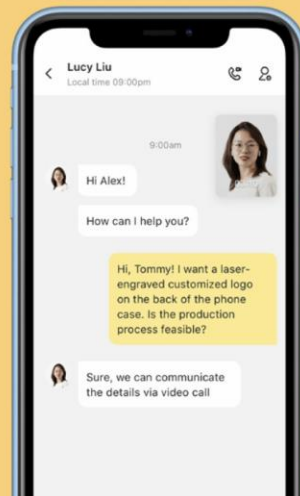 Lucy Liu
Local time 09:00pm
9:00am
Hi Alex!
How can I help you?
Hi, Tommy! I want a laser-
engraved customized logo
on the back of the phone
case. Is the production
process feasible?
Sure, we can communicate
the details via video call